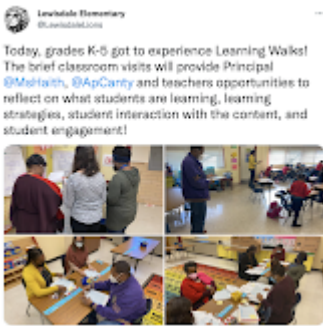 Lewisdale Elementary
@LewisdaleLions
Today, grades K-5 got to experience Learning Walks!
The brief classroom visits will provide Principal
@MsHaith, @ApCanty and teachers opportunities to
reflect on what students are learning, learning
strategies, student interaction with the content, and
student engagement!